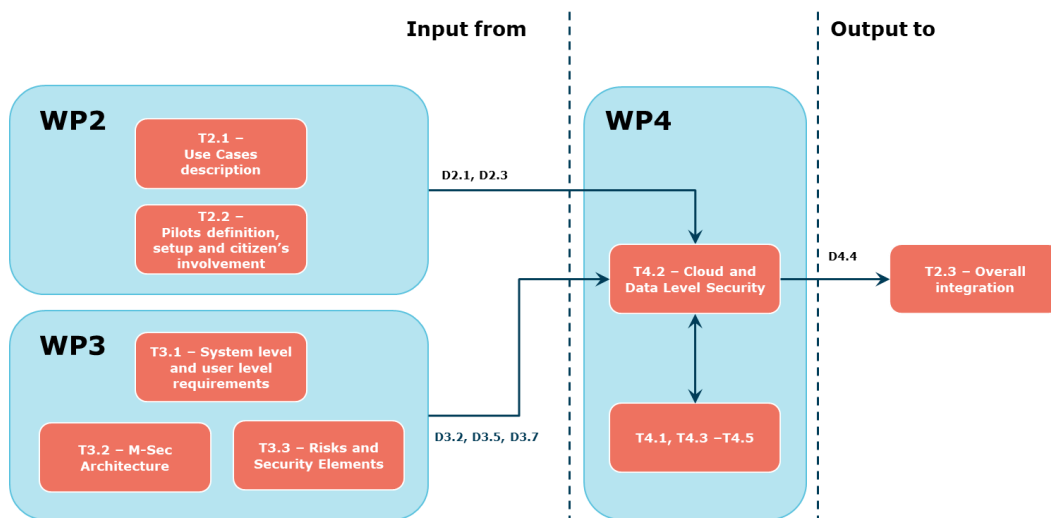 Input from
Output to
WP2
T2.1 –
Use Cases
description
T2.2 –
Pilots definition,
setup and citizen’s
involvement
D2.1, D2.3
WP3
T3.1 – System level
and user level
requirements
T3.2 – M-Sec
Architecture
T3.3 – Risks and
Security Elements
D3.2, D3.5, D3.7
WP4
T4.2 – Cloud and
Data Level Security
T4.1, T4.3 –T4.5
D4.4
T2.3 – Overall
integration